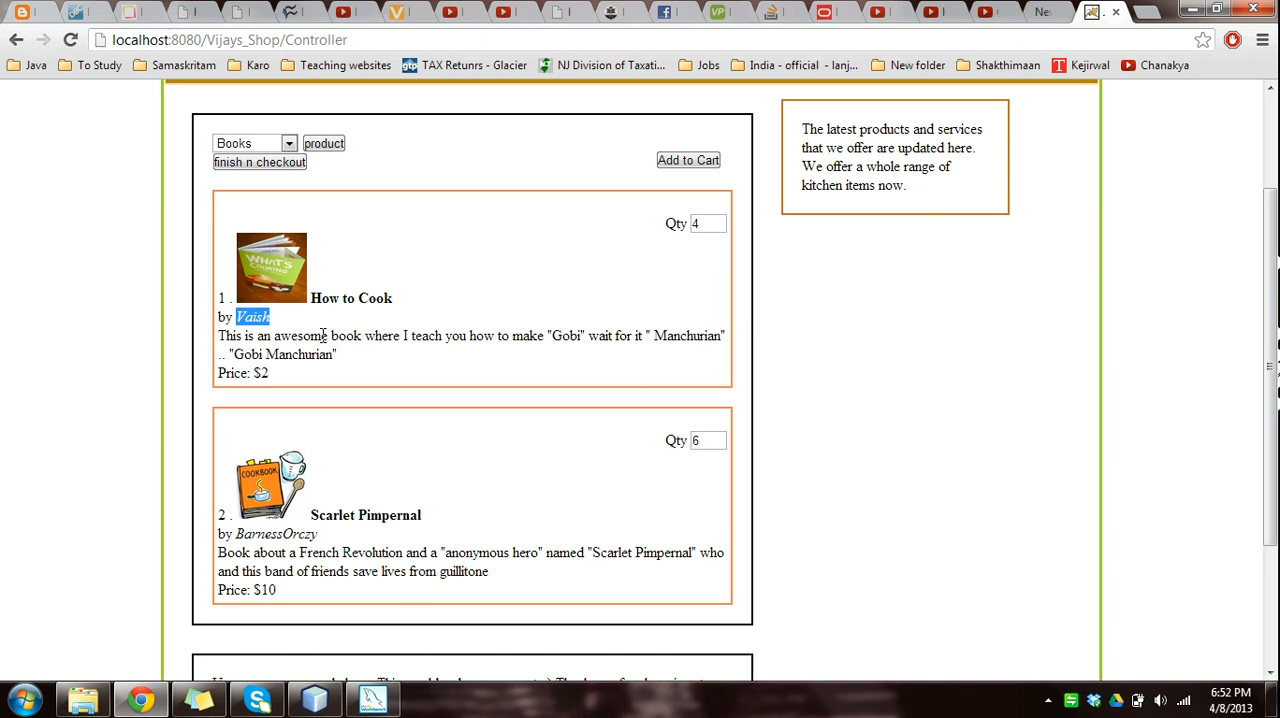 Ne
localhost:8080/Vijays_Shop/Controller
Java
To Study
Samaskritam
Karo
Teaching websites
gtp TAX Retunrs - Glacier
NJ Division of Taxati...
Jobs
India - official - lanj...
New folder
Shakthimaan
T Kejirwal
Chanakya
Books
product
finish n checkout
Add to Cart
The latest products and services
that we offer are updated here.
We offer a whole range of
kitchen items now.
Qty 4
WHAT'S
COOKING
1 . How to Cook
by Vaish
This is an awesome book where I teach you how to make "Gobi" wait for it " Manchurian"
.. "Gobi Manchurian"
Price: $2
Qty 6
COOKBOOK
2 . Scarlet Pimpernal
by BarnessOrczy
Book about a French Revolution and a "anonymous hero" named "Scarlet Pimpernal" who
and this band of friends save lives from guillitone
Price: $10
6:52 PM
4/8/2013